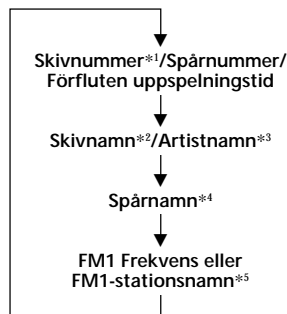 Skivnummer*1/Spårnummer/
Förfluten uppspelningstid
Skivnamn*2/Artistnamn*3
Spårnamn*4
FM1 Frekvens eller
FM1-stationsnamn*5